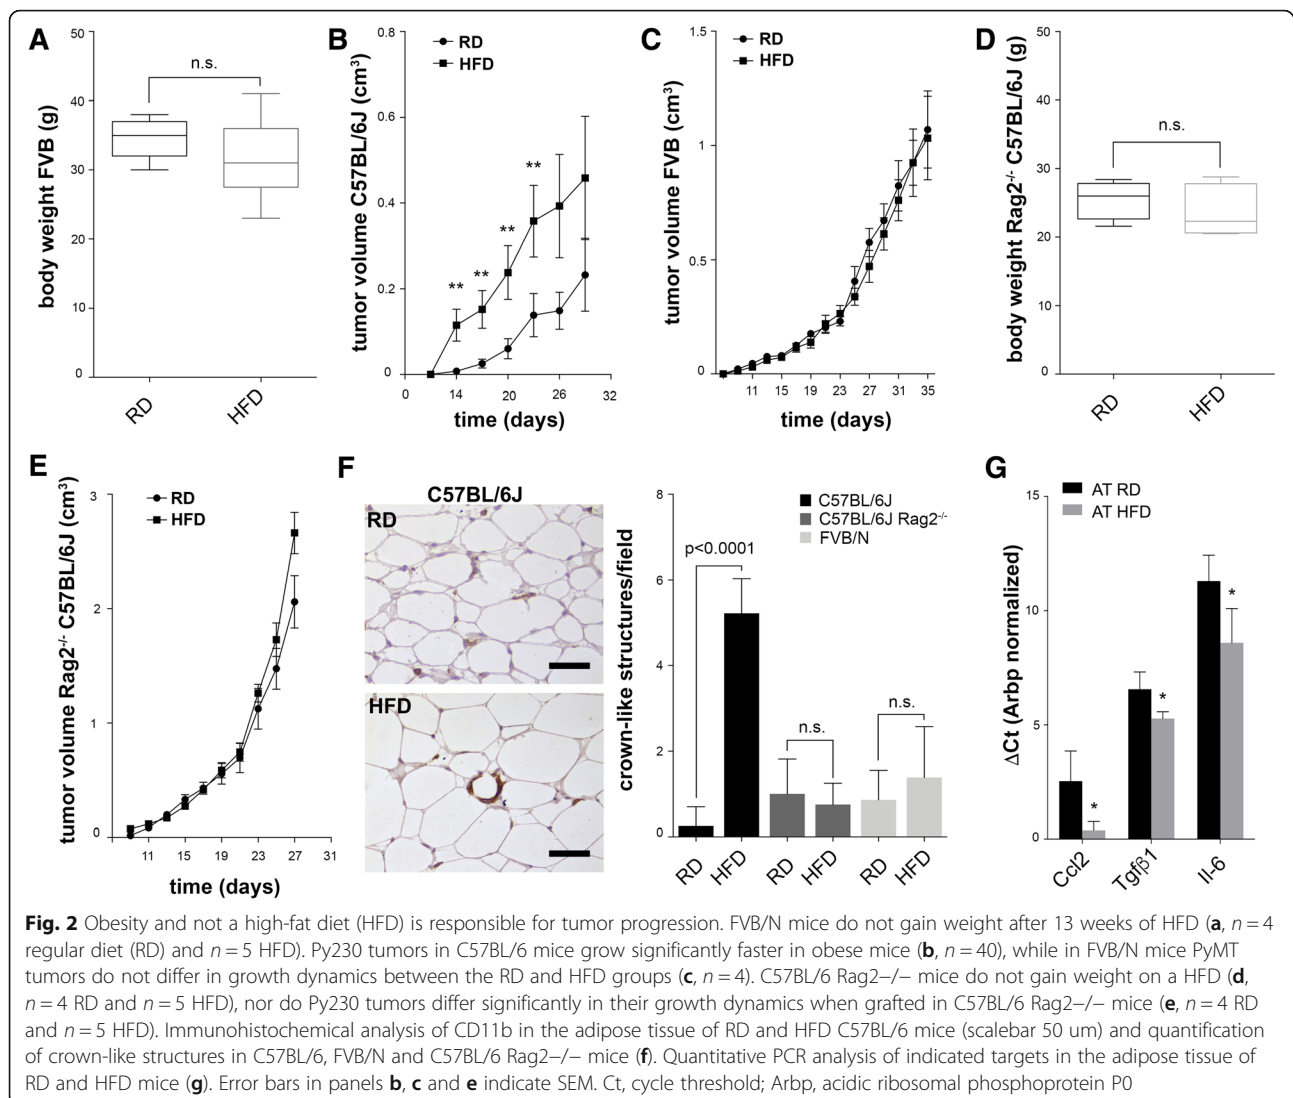 A
body weight FVB (g)
50
40
30
20
10
0
n.s.
RD
HFD
B
tumor volume C57BL/6J (cm³)
0.8
0.6
0.4
0.2
0
RD
HFD
**
**
**
**
0 14 20 26 32
time (days)
C
tumor volume FVB (cm³)
1.5
1
0.5
0
RD
HFD
11 15 19 23 27 31 35
time (days)
D
body weight Rag2⁻/⁻ C57BL/6J (g)
50
40
30
20
10
0
n.s.
RD
HFD
E
tumor volume Rag2⁻/⁻ C57BL/6J (cm³)
3
2
1
0
RD
HFD
11 15 19 23 27 31
time (days)
F
C57BL/6J
RD
HFD
crown-like structures/field
8
6
4
2
0
C57BL/6J
C57BL/6J Rag2⁻/⁻
FVB/N
p<0.0001
n.s.
n.s.
RD HFD RD HFD RD HFD
G
AT RD
AT HFD
ΔCt (Arbp normalized)
15
10
5
0
*
*
*
Ccl2 Tgfβ1 Il-6
Fig. 2 Obesity and not a high-fat diet (HFD) is responsible for tumor progression. FVB/N mice do not gain weight after 13 weeks of HFD (a, n = 4
regular diet (RD) and n = 5 HFD). Py230 tumors in C57BL/6 mice grow significantly faster in obese mice (b, n = 40), while in FVB/N mice PyMT
tumors do not differ in growth dynamics between the RD and HFD groups (c, n = 4). C57BL/6 Rag2−/− mice do not gain weight on a HFD (d,
n = 4 RD and n = 5 HFD), nor do Py230 tumors differ significantly in their growth dynamics when grafted in C57BL/6 Rag2−/− mice (e, n = 4 RD
and n = 5 HFD). Immunohistochemical analysis of CD11b in the adipose tissue of RD and HFD C57BL/6 mice (scalebar 50 um) and quantification
of crown-like structures in C57BL/6, FVB/N and C57BL/6 Rag2−/− mice (f). Quantitative PCR analysis of indicated targets in the adipose tissue of
RD and HFD mice (g). Error bars in panels b, c and e indicate SEM. Ct, cycle threshold; Arbp, acidic ribosomal phosphoprotein P0